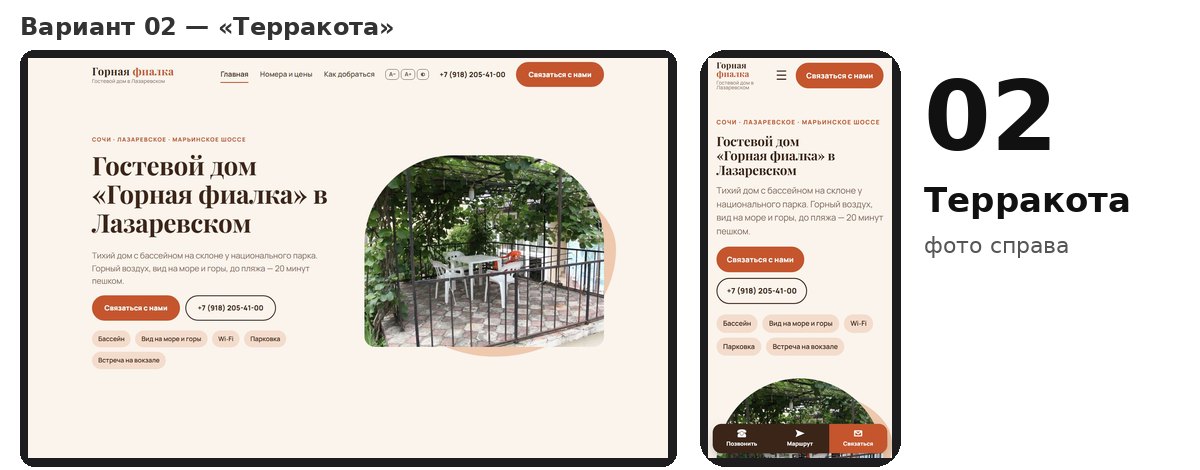 Вариант 02 — «Терракота»
Горная фиалка
Гостевой дом в Лазаревском
Главная Номера и цены Как добраться A− A+ +7 (918) 205-41-00 Связаться с нами
СОЧИ · ЛАЗАРЕВСКОЕ · МАРЬИНСКОЕ ШОССЕ
Гостевой дом
«Горная фиалка» в
Лазаревском
Тихий дом с бассейном на склоне у национального парка.
Горный воздух, вид на море и горы, до пляжа — 20 минут
пешком.
Связаться с нами +7 (918) 205-41-00
Бассейн Вид на море и горы Wi-Fi Парковка
Встреча на вокзале
Горная
фиалка
Гостевой дом в
Лазаревском
Связаться с нами
СОЧИ · ЛАЗАРЕВСКОЕ · МАРЬИНСКОЕ ШОССЕ
Гостевой дом
«Горная фиалка» в
Лазаревском
Тихий дом с бассейном на склоне у
национального парка. Горный воздух,
вид на море и горы, до пляжа — 20 минут
пешком.
Связаться с нами
+7 (918) 205-41-00
Бассейн Вид на море и горы Wi-Fi
Парковка Встреча на вокзале
Позвонить Маршрут Связаться
02
Терракота
фото справа